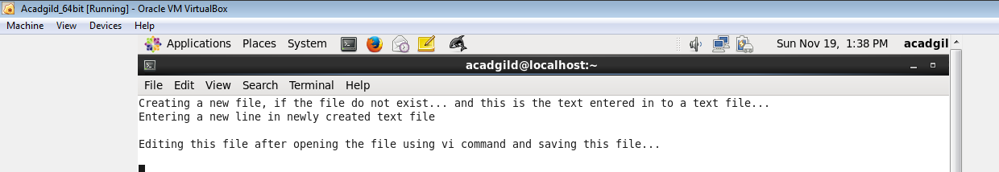 Acadgild_64bit [Running] - Oracle VM VirtualBox
Machine View Devices Help
Applications Places System Sun Nov 19, 1:38 PM acadgil
acadgild@localhost:~
File Edit View Search Terminal Help
Creating a new file, if the file do not exist... and this is the text entered in to a text file...
Entering a new line in newly created text file
Editing this file after opening the file using vi command and saving this file...